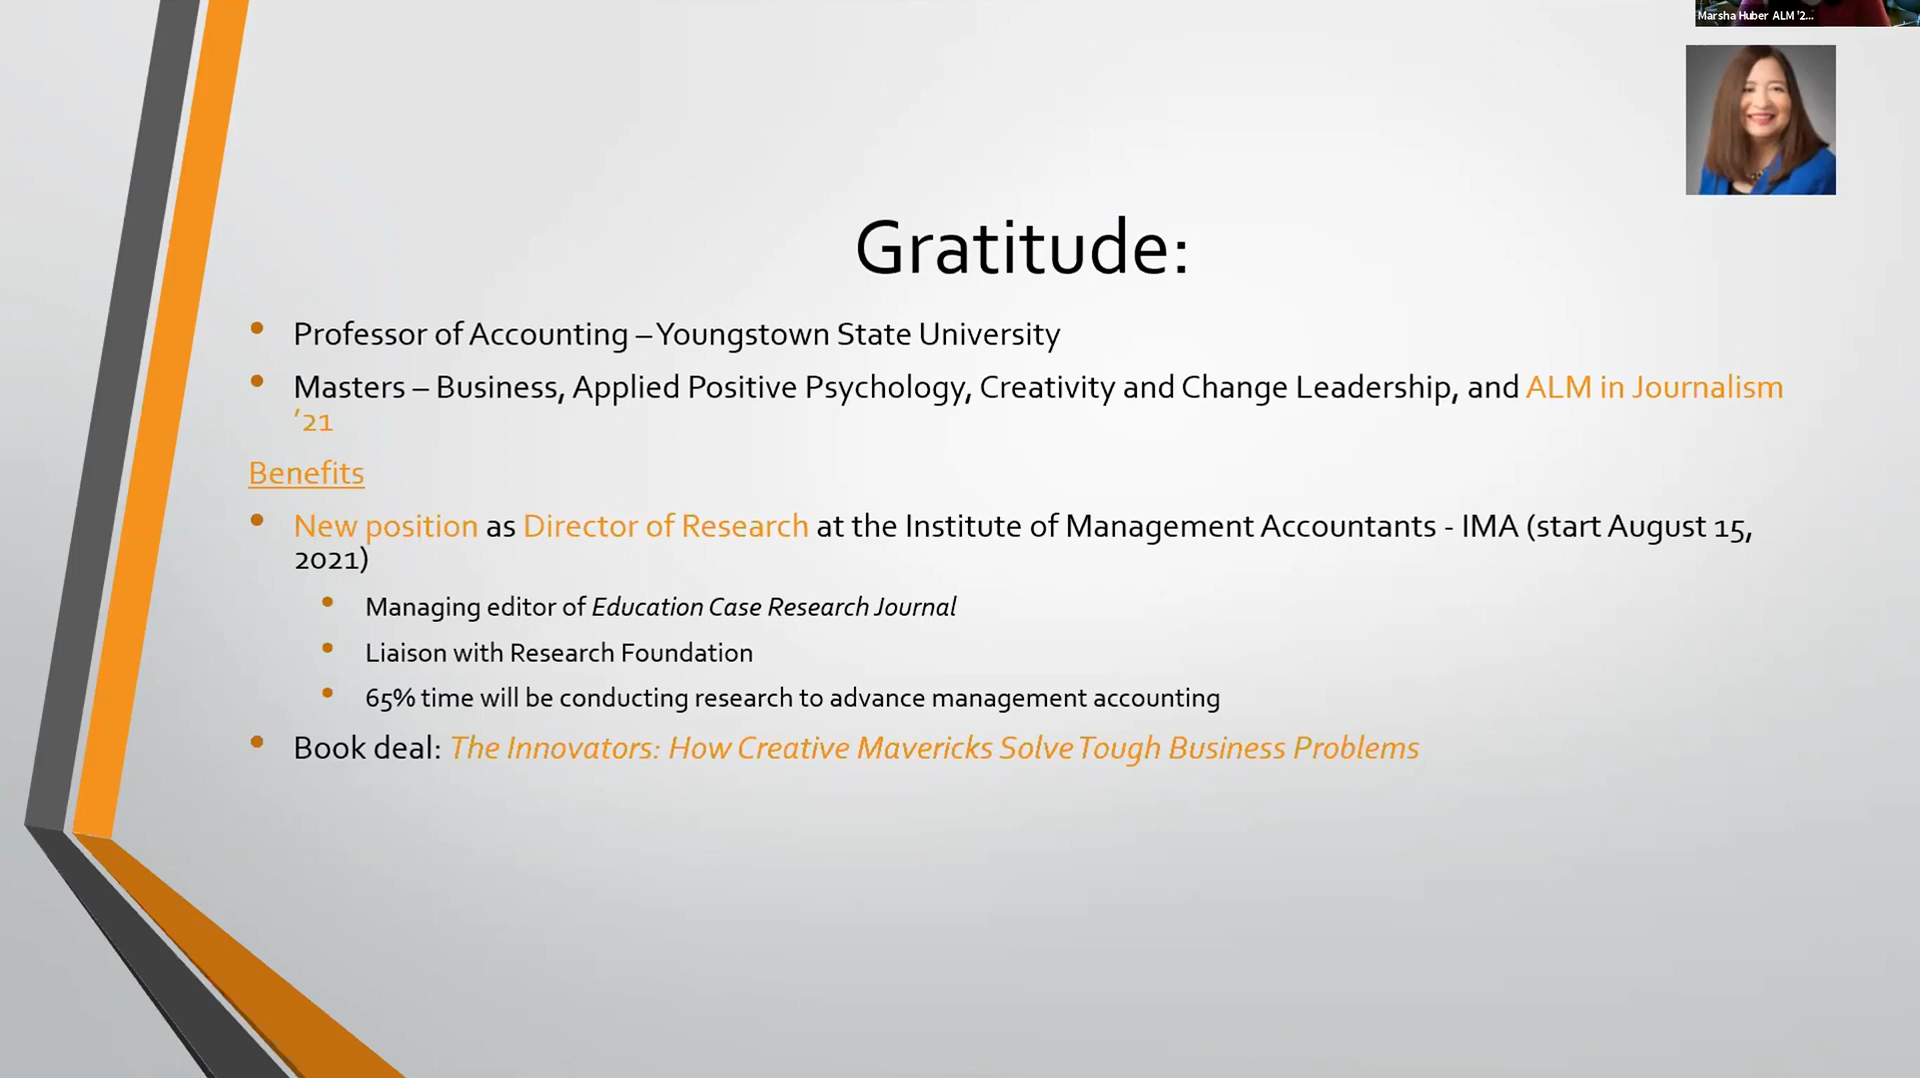 Marsha Huber ALM '2...
Gratitude:
• Professor of Accounting – Youngstown State University
• Masters – Business, Applied Positive Psychology, Creativity and Change Leadership, and ALM in Journalism
’21
Benefits
• New position as Director of Research at the Institute of Management Accountants - IMA (start August 15,
2021)
• Managing editor of Education Case Research Journal
• Liaison with Research Foundation
• 65% time will be conducting research to advance management accounting
• Book deal: The Innovators: How Creative Mavericks Solve Tough Business Problems